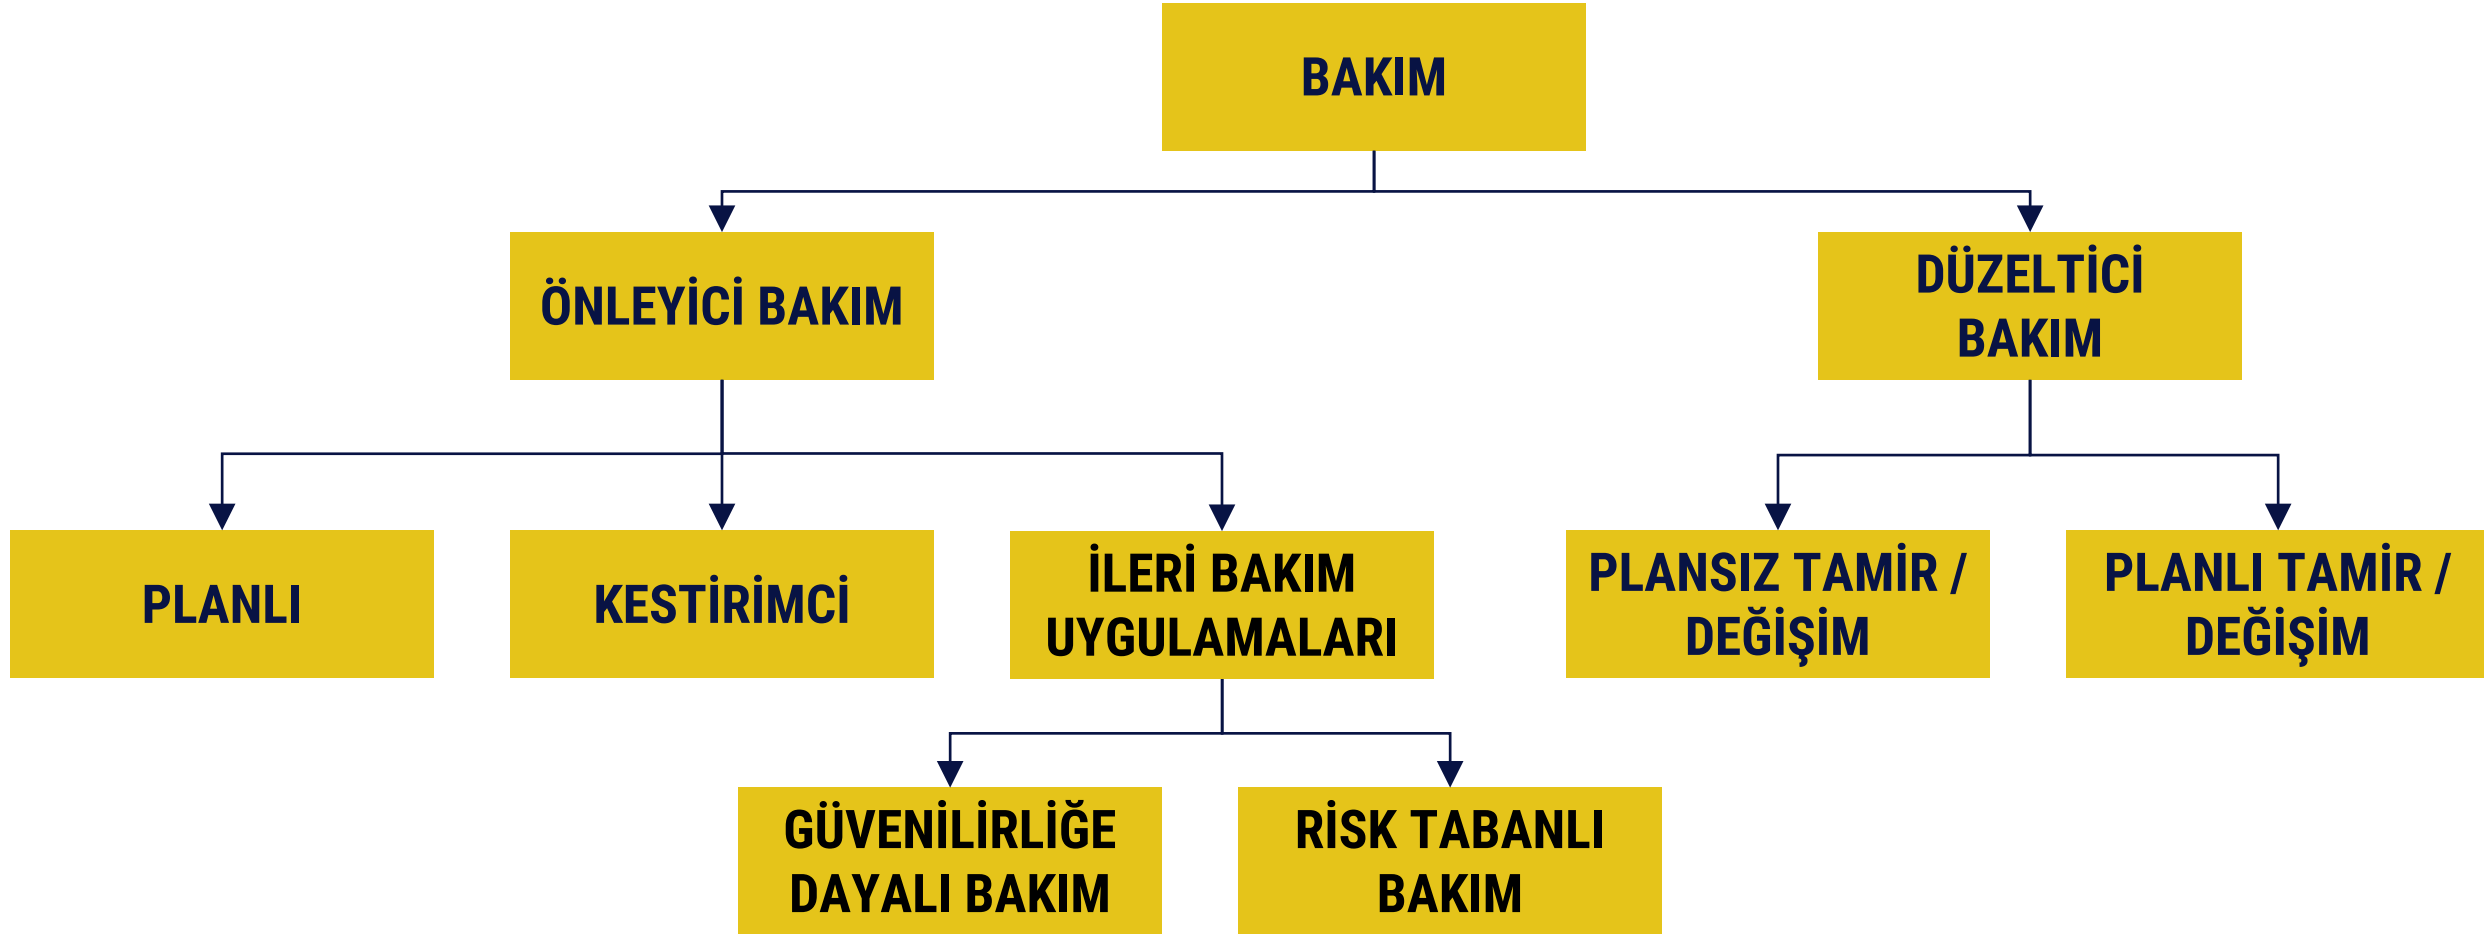 BAKIM
ÖNLEYİCİ BAKIM
DÜZELTİCİ
BAKIM
PLANLI
KESTİRİMCİ
İLERİ BAKIM
UYGULAMALARI
PLANSIZ TAMİR /
DEĞİŞİM
PLANLI TAMİR /
DEĞİŞİM
GÜVENİLİRLİĞE
DAYALI BAKIM
RİSK TABANLI
BAKIM